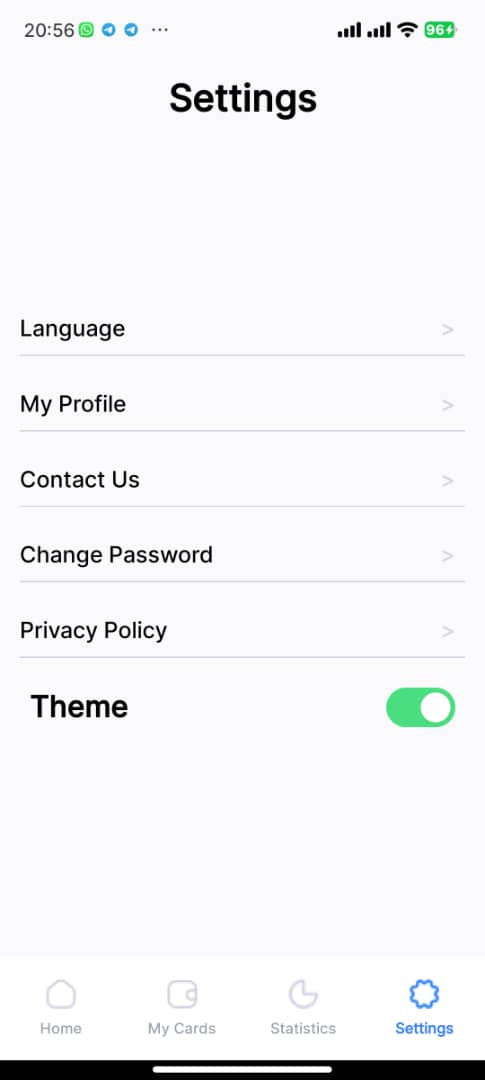 20:56
96
Settings
Language >
My Profile >
Contact Us >
Change Password >
Privacy Policy >
Theme
Home
My Cards
Statistics
Settings